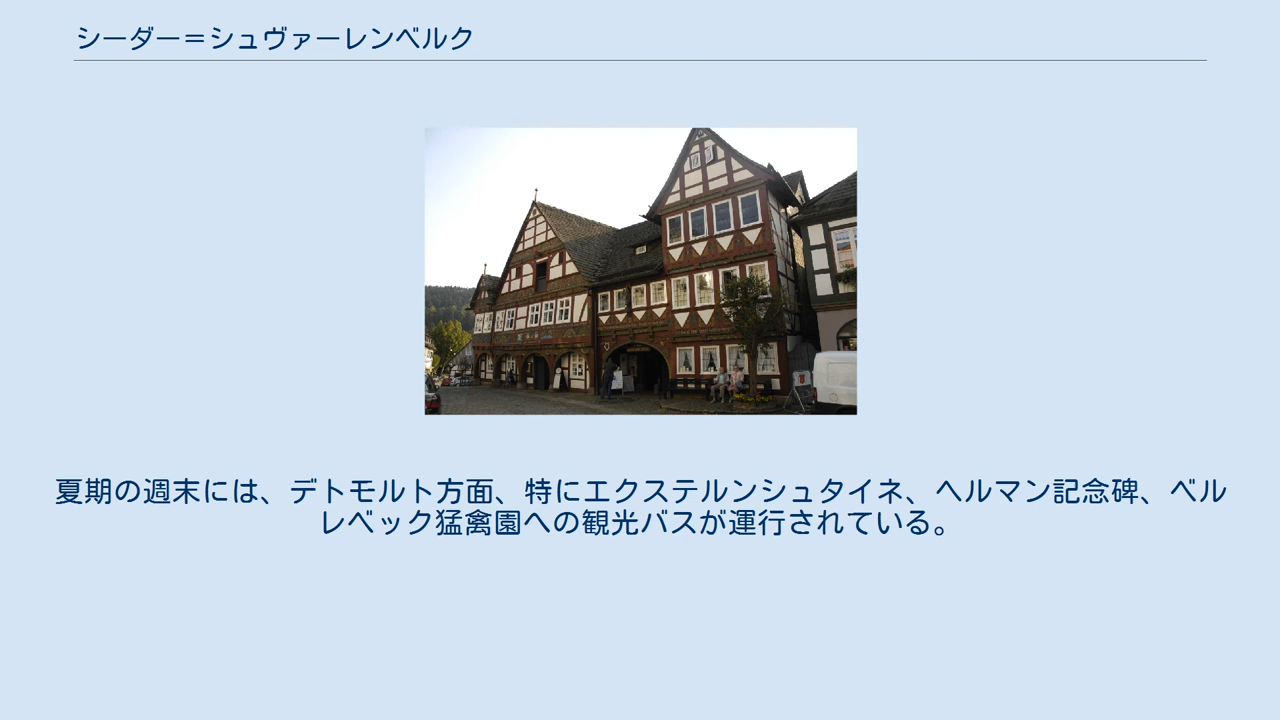 シーダー＝シュヴァーレンベルク
夏期の週末には、デトモルト方面、特にエクステルンシュタイネ、ヘルマン記念碑、ベル
レベック猛禽園への観光バスが運行されている。